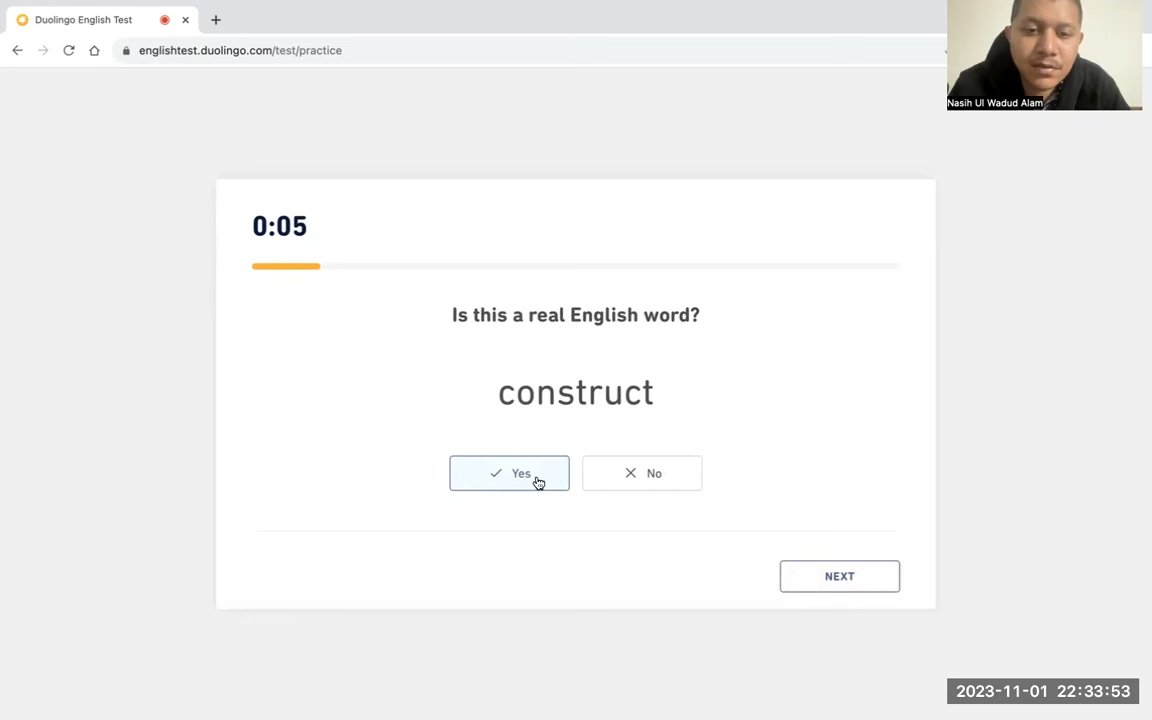 Duolingo English Test
englishtest.duolingo.com/test/practice
Nasih Ul Wadud Alam
0:05
Is this a real English word?
construct
Yes
No
NEXT
2023-11-01 22:33:53